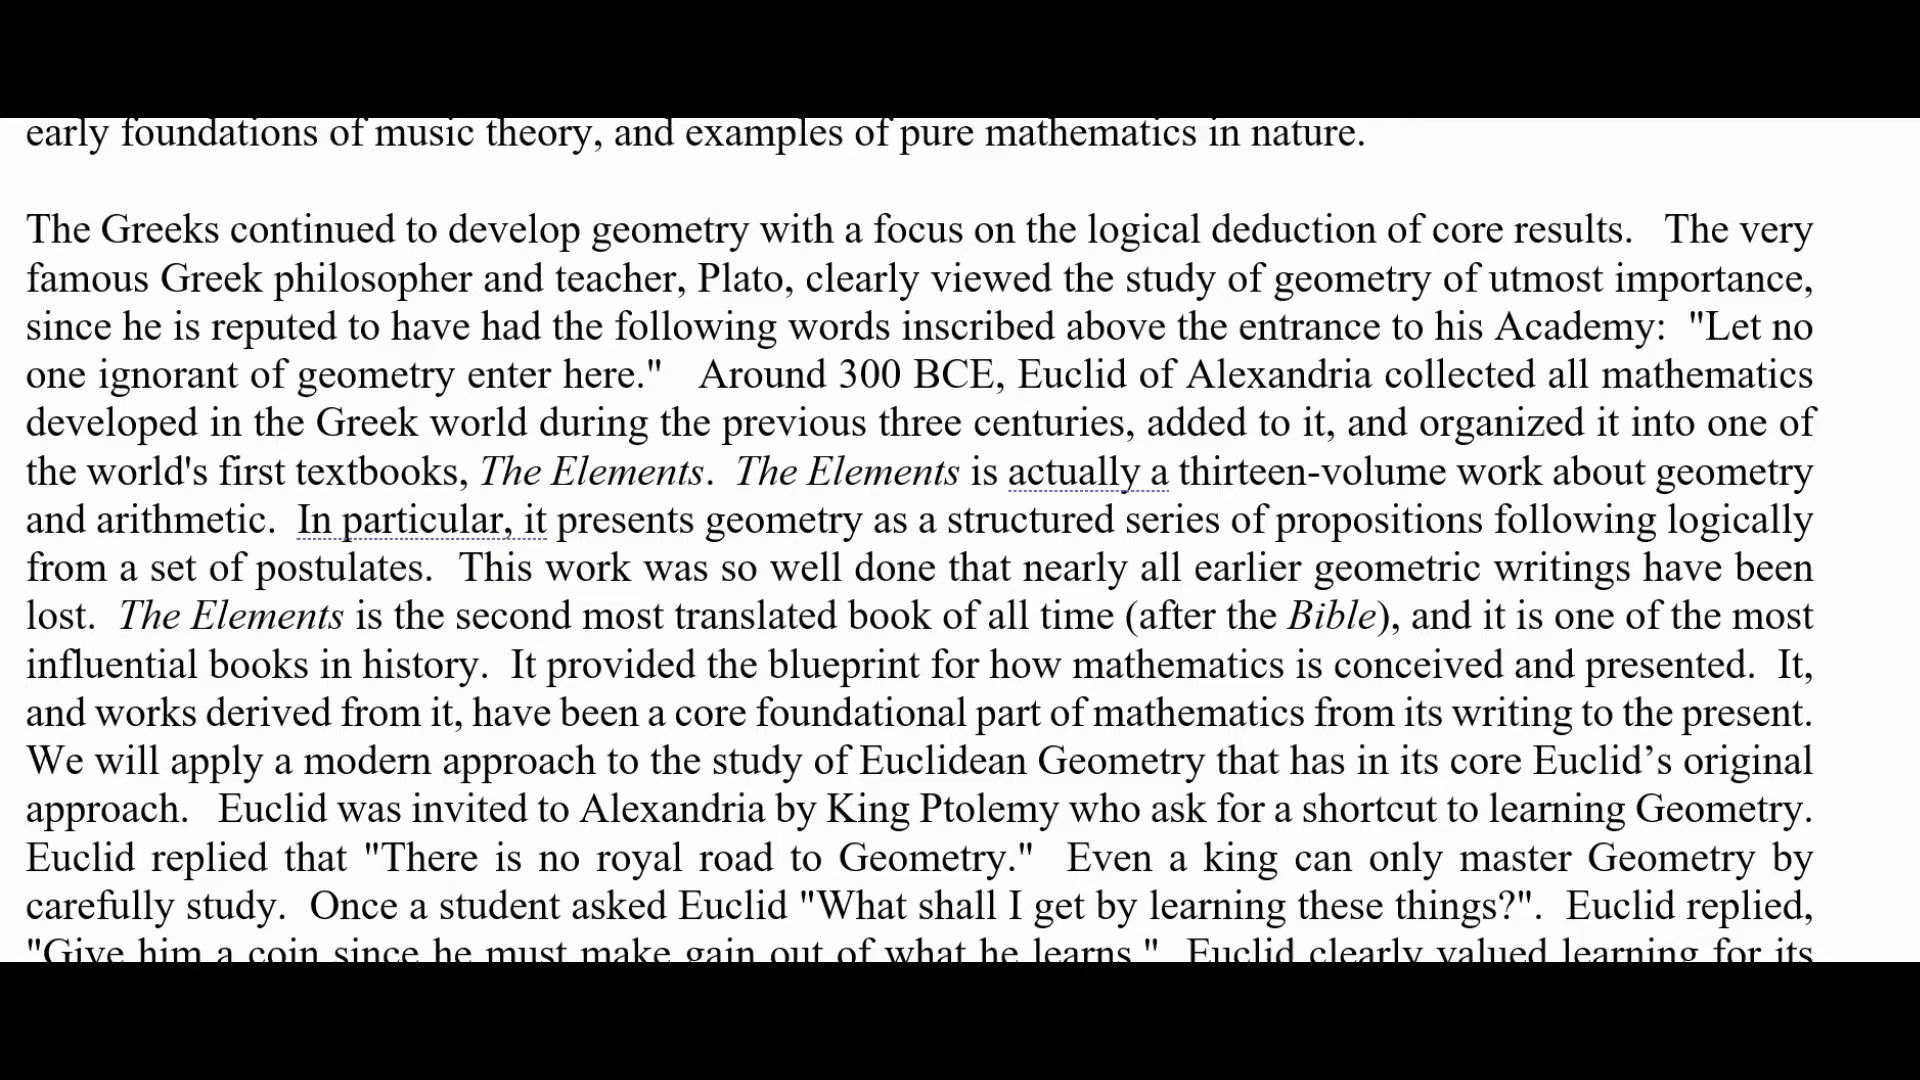 early foundations of music theory, and examples of pure mathematics in nature.
The Greeks continued to develop geometry with a focus on the logical deduction of core results. The very
famous Greek philosopher and teacher, Plato, clearly viewed the study of geometry of utmost importance,
since he is reputed to have had the following words inscribed above the entrance to his Academy: "Let no
one ignorant of geometry enter here." Around 300 BCE, Euclid of Alexandria collected all mathematics
developed in the Greek world during the previous three centuries, added to it, and organized it into one of
the world's first textbooks, The Elements. The Elements is actually a thirteen-volume work about geometry
and arithmetic. In particular, it presents geometry as a structured series of propositions following logically
from a set of postulates. This work was so well done that nearly all earlier geometric writings have been
lost. The Elements is the second most translated book of all time (after the Bible), and it is one of the most
influential books in history. It provided the blueprint for how mathematics is conceived and presented. It,
and works derived from it, have been a core foundational part of mathematics from its writing to the present.
We will apply a modern approach to the study of Euclidean Geometry that has in its core Euclid’s original
approach. Euclid was invited to Alexandria by King Ptolemy who ask for a shortcut to learning Geometry.
Euclid replied that "There is no royal road to Geometry." Even a king can only master Geometry by
carefully study. Once a student asked Euclid "What shall I get by learning these things?". Euclid replied,
"Give him a coin since he must make gain out of what he learns." Euclid clearly valued learning for its